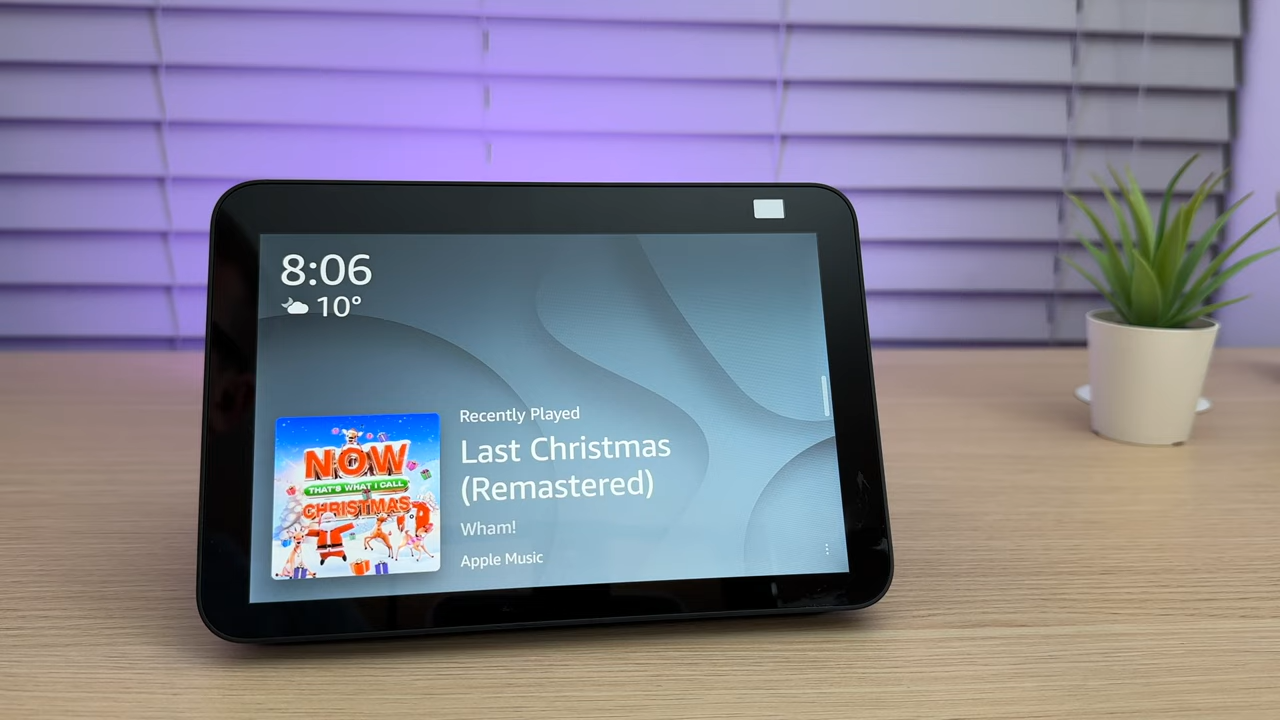 8:06
10°
Recently Played
Last Christmas
(Remastered)
Wham!
Apple Music
NOW
THAT'S WHAT I CALL
CHRISTMAS